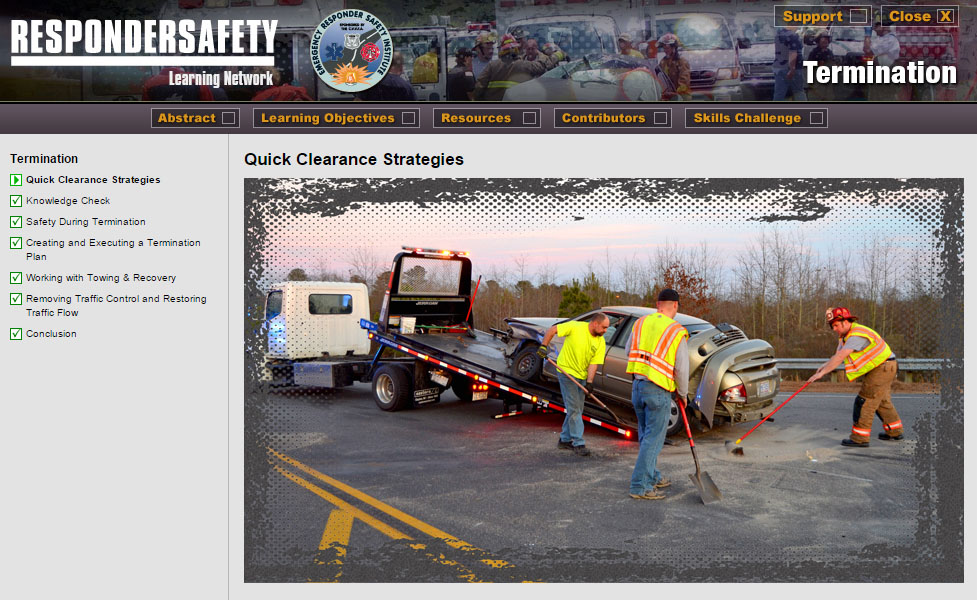 RESPONDERSAFETY
Learning Network
EMERGENCY RESPONDER SAFETY INSTITUTE
Support
Close X
Termination
Abstract
Learning Objectives
Resources
Contributors
Skills Challenge
Termination
Quick Clearance Strategies
Knowledge Check
Safety During Termination
Creating and Executing a Termination
Plan
Working with Towing & Recovery
Removing Traffic Control and Restoring
Traffic Flow
Conclusion
Quick Clearance Strategies